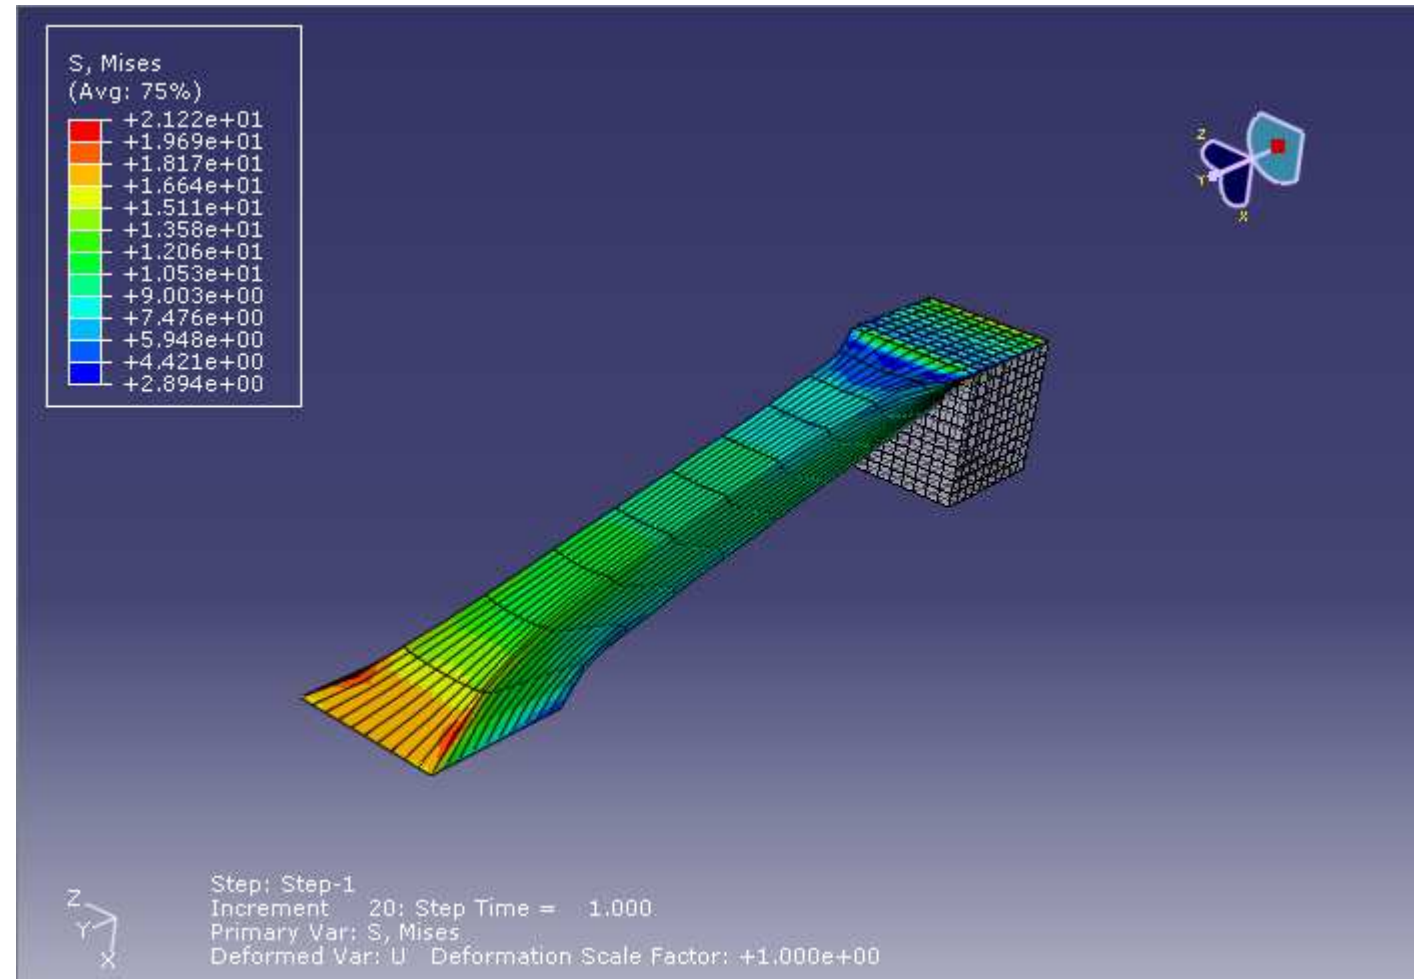 S, Mises
(Avg: 75%)
+2.122e+01
+1.969e+01
+1.817e+01
+1.664e+01
+1.511e+01
+1.358e+01
+1.206e+01
+1.053e+01
+9.003e+00
+7.476e+00
+5.948e+00
+4.421e+00
+2.894e+00
Z
Y
X
Step: Step-1
Increment 20: Step Time = 1.000
Primary Var: S, Mises
Deformed Var: U Deformation Scale Factor: +1.000e+00
Z
Y
X